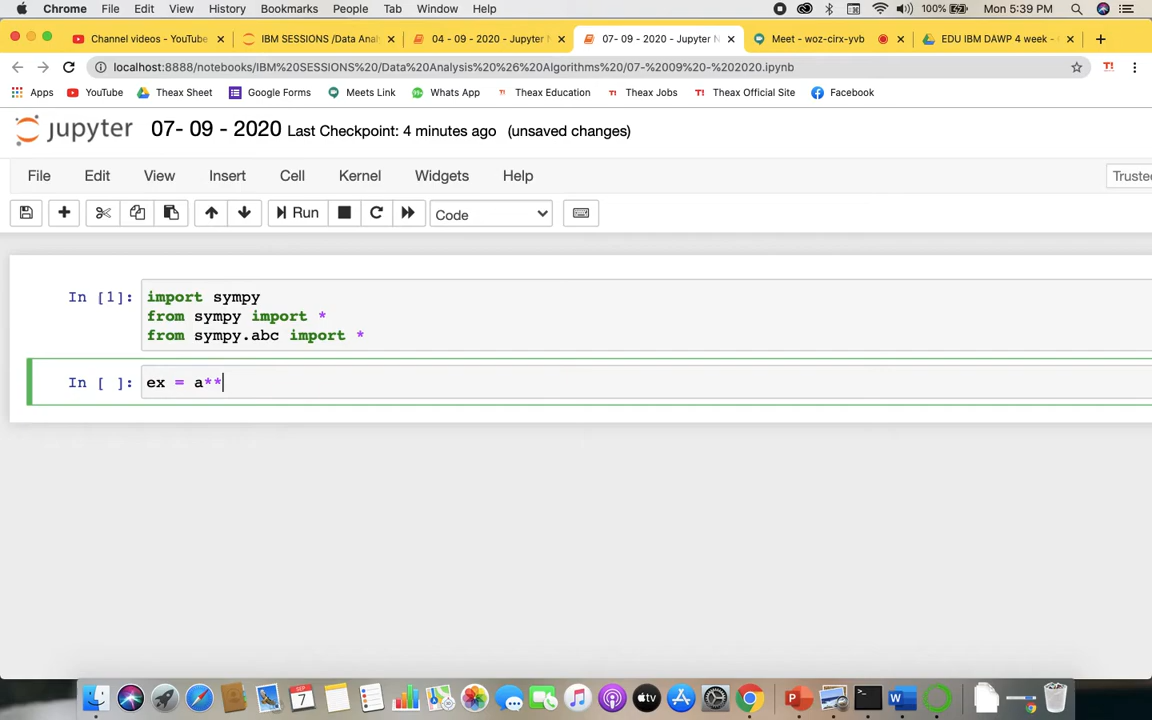 Chrome File Edit View History Bookmarks People Tab Window Help 100% Mon 5:39 PM
Channel videos - YouTube × IBM SESSIONS /Data Anal × 04 - 09 - 2020 - Jupyter N × 07- 09 - 2020 - Jupyter N × Meet - woz-cirx-yvb × EDU IBM DAWP 4 week - × +
localhost:8888/notebooks/IBM%20SESSIONS%20/Data%20Analysis%20%26%20Algorithms%20/07-%2009%20-%202020.ipynb T!
Apps YouTube Theax Sheet Google Forms Meets Link Whats App T! Theax Education T! Theax Jobs T! Theax Official Site Facebook
jupyter 07- 09 - 2020 Last Checkpoint: 4 minutes ago (unsaved changes)
File Edit View Insert Cell Kernel Widgets Help Truste
Run Code
In [1]: import sympy
from sympy import *
from sympy.abc import *
In [ ]: ex = a**
SEP
7 tv W